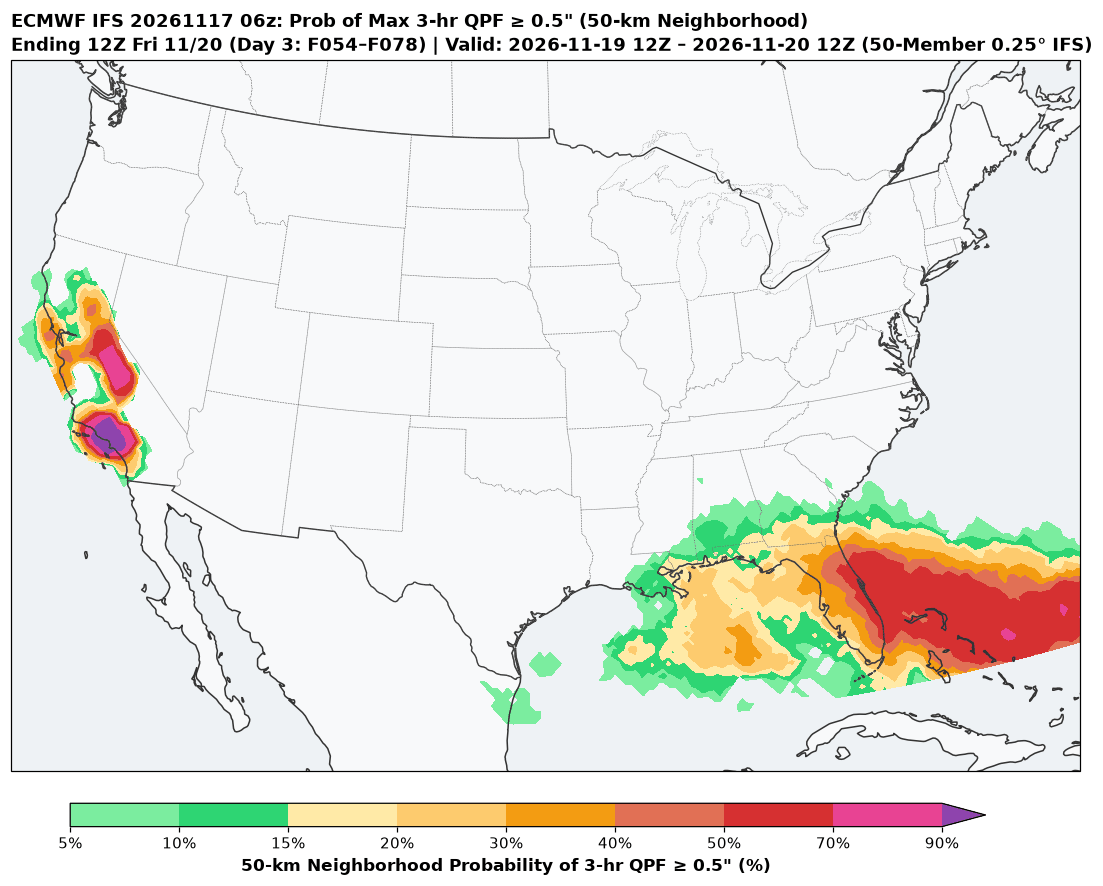 ECMWF IFS 20261117 06z: Prob of Max 3-hr QPF ≥ 0.5" (50-km Neighborhood)
Ending 12Z Fri 11/20 (Day 3: F054–F078) | Valid: 2026-11-19 12Z – 2026-11-20 12Z (50-Member 0.25° IFS)
5% 10% 15% 20% 30% 40% 50% 70% 90%
50-km Neighborhood Probability of 3-hr QPF ≥ 0.5" (%)